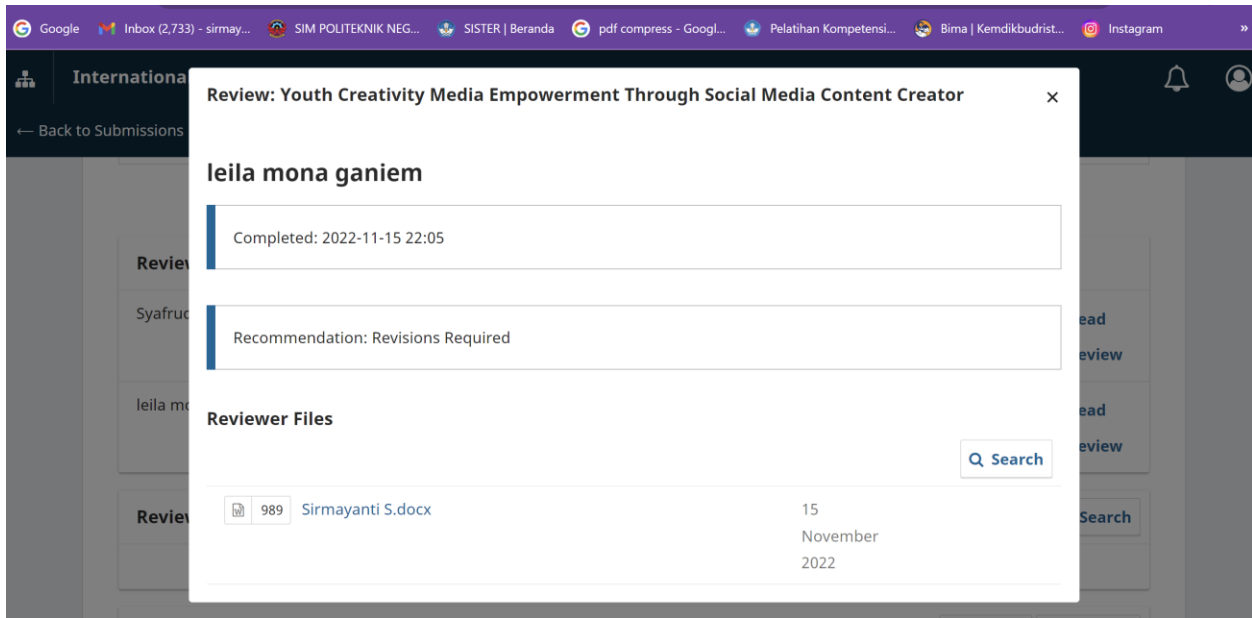 Google Inbox (2,733) - sirmay... SIM POLITEKNIK NEG... SISTER | Beranda pdf compress - Googl... Pelatihan Kompetensi... Bima | Kemdikbudrist... Instagram »
Internationa
← Back to Submissions
Review: Youth Creativity Media Empowerment Through Social Media Content Creator ×
leila mona ganiem
Completed: 2022-11-15 22:05
Review
Syafruc
ead
Recommendation: Revisions Required
eview
leila mo
ead
Reviewer Files
eview
Search
989 Sirmayanti S.docx 15
November
2022
Review
Search